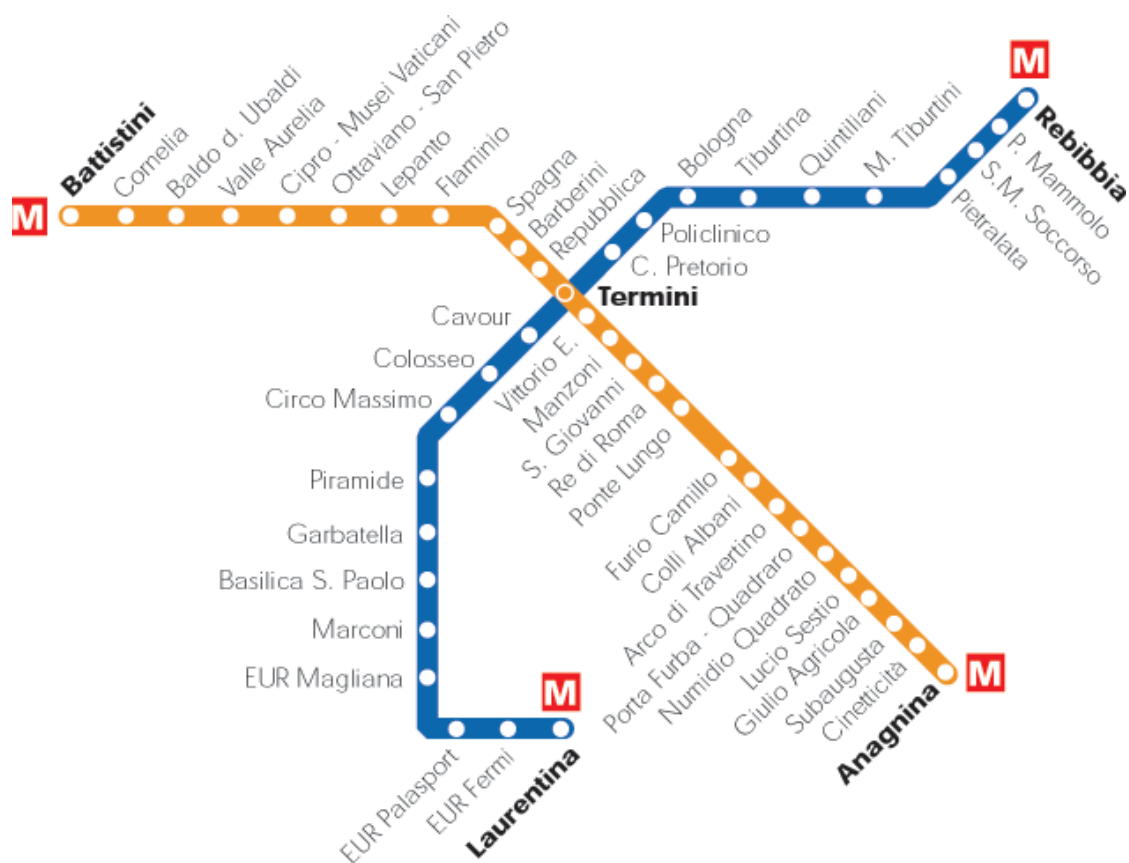 M
Battistini
Cornelia
Baldo d. Ubaldi
Valle Aurelia
Cipro - Musei Vaticani
Ottaviano - San Pietro
Lepanto
Flaminio
Spagna
Barberini
Repubblica
Termini
Vittorio E.
Manzoni
S. Giovanni
Re di Roma
Ponte Lungo
Furio Camillo
Colli Albani
Arco di Travertino
Porta Furba - Quadraro
Numidio Quadrato
Lucio Sestio
Giulio Agricola
Subaugusta
Cinetticità
Anagnina
M
M
Rebibbia
P. Mammolo
S.M. Soccorso
Pietralata
M. Tiburtini
Quintiliani
Tiburtina
Bologna
Policlinico
C. Pretorio
Cavour
Colosseo
Circo Massimo
Piramide
Garbatella
Basilica S. Paolo
Marconi
EUR Magliana
EUR Palasport
EUR Fermi
Laurentina
M